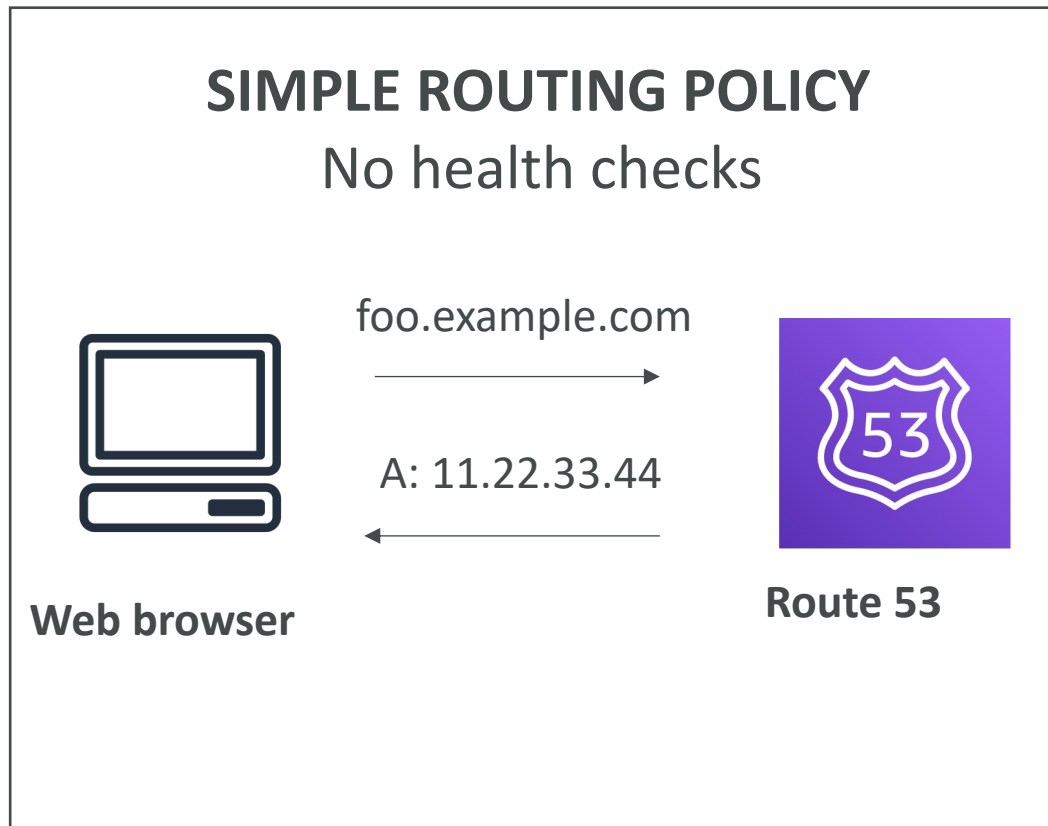 SIMPLE ROUTING POLICY
No health checks
foo.example.com
53
A: 11.22.33.44
Web browser
Route 53